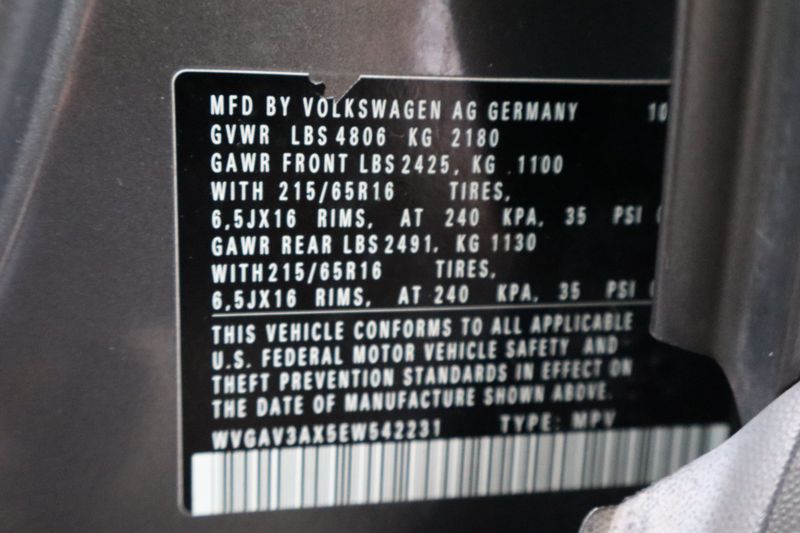 MFD BY VOLKSWAGEN AG GERMANY 10
GVWR LBS 4806 KG 2180
GAWR FRONT LBS 2425, KG 1100
WITH 215/65R16 TIRES,
6,5JX16 RIMS, AT 240 KPA, 35 PSI
GAWR REAR LBS 2491, KG 1130
WITH 215/65R16 TIRES,
6,5JX16 RIMS, AT 240 KPA, 35 PSI
THIS VEHICLE CONFORMS TO ALL APPLICABLE
U.S. FEDERAL MOTOR VEHICLE SAFETY AND
THEFT PREVENTION STANDARDS IN EFFECT ON
THE DATE OF MANUFACTURE SHOWN ABOVE.
WVGAV3AX5EW542231 TYPE: MPV